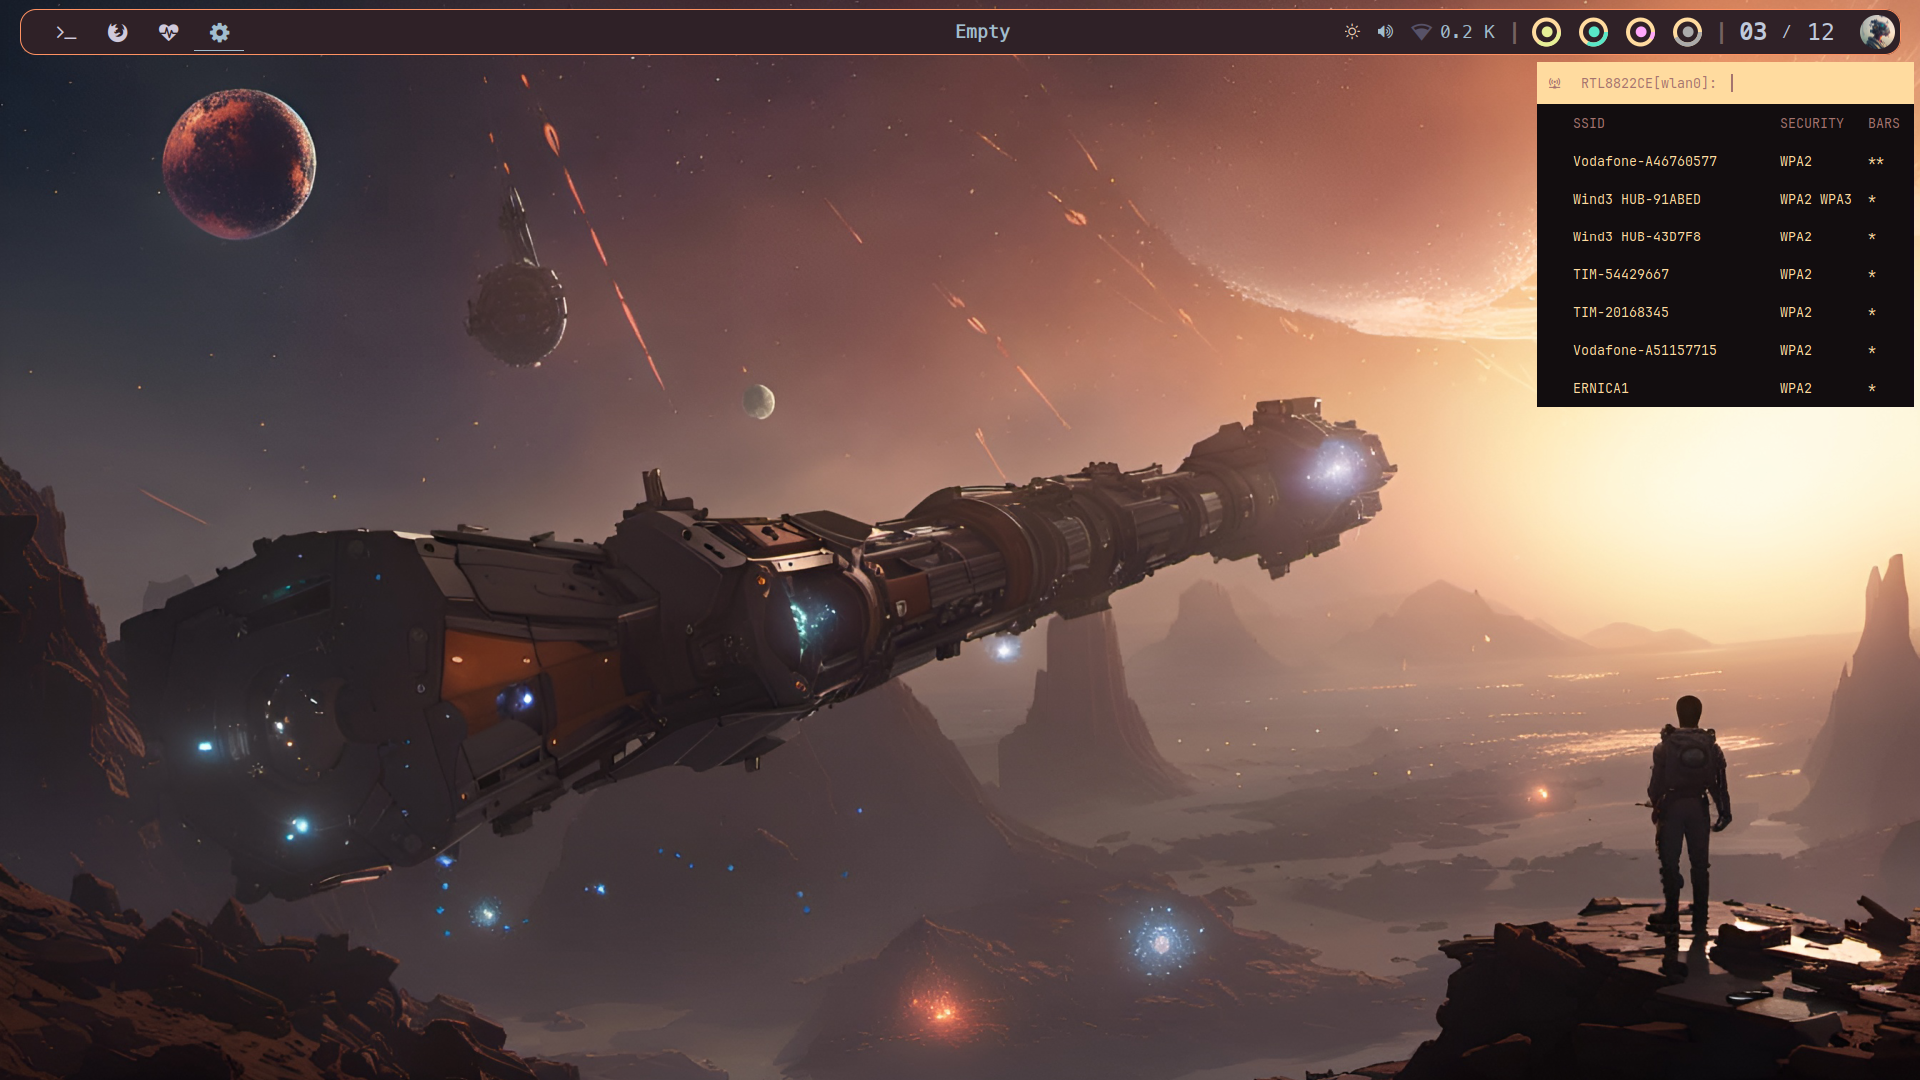 Empty
0.2 K | | 03 / 12
RTL8822CE[wlan0]:
SSID SECURITY BARS
Vodafone-A46760577 WPA2 **
Wind3 HUB-91ABED WPA2 WPA3 *
Wind3 HUB-43D7F8 WPA2 *
TIM-54429667 WPA2 *
TIM-20168345 WPA2 *
Vodafone-A51157715 WPA2 *
ERNICA1 WPA2 *